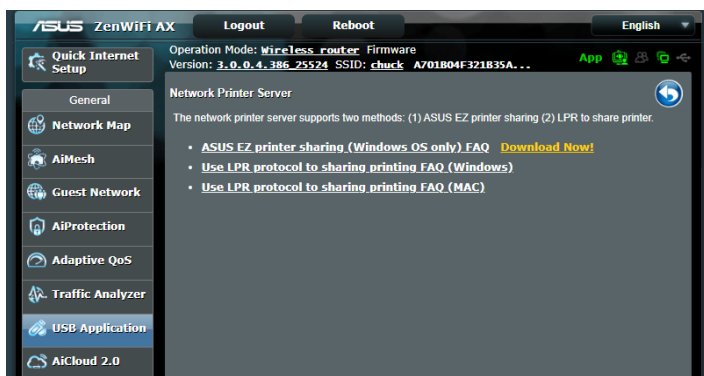 ASUS ZenWiFi AX Logout Reboot English
Quick Internet Setup
Operation Mode: Wireless router Firmware
Version: 3.0.0.4.386_25524 SSID: chuck A701B04F321B35A... App
General
Network Map
AiMesh
Guest Network
AiProtection
Adaptive QoS
Traffic Analyzer
USB Application
AiCloud 2.0
Network Printer Server
The network printer server supports two methods: (1) ASUS EZ printer sharing (2) LPR to share printer.
• ASUS EZ printer sharing (Windows OS only) FAQ Download Now!
• Use LPR protocol to sharing printing FAQ (Windows)
• Use LPR protocol to sharing printing FAQ (MAC)